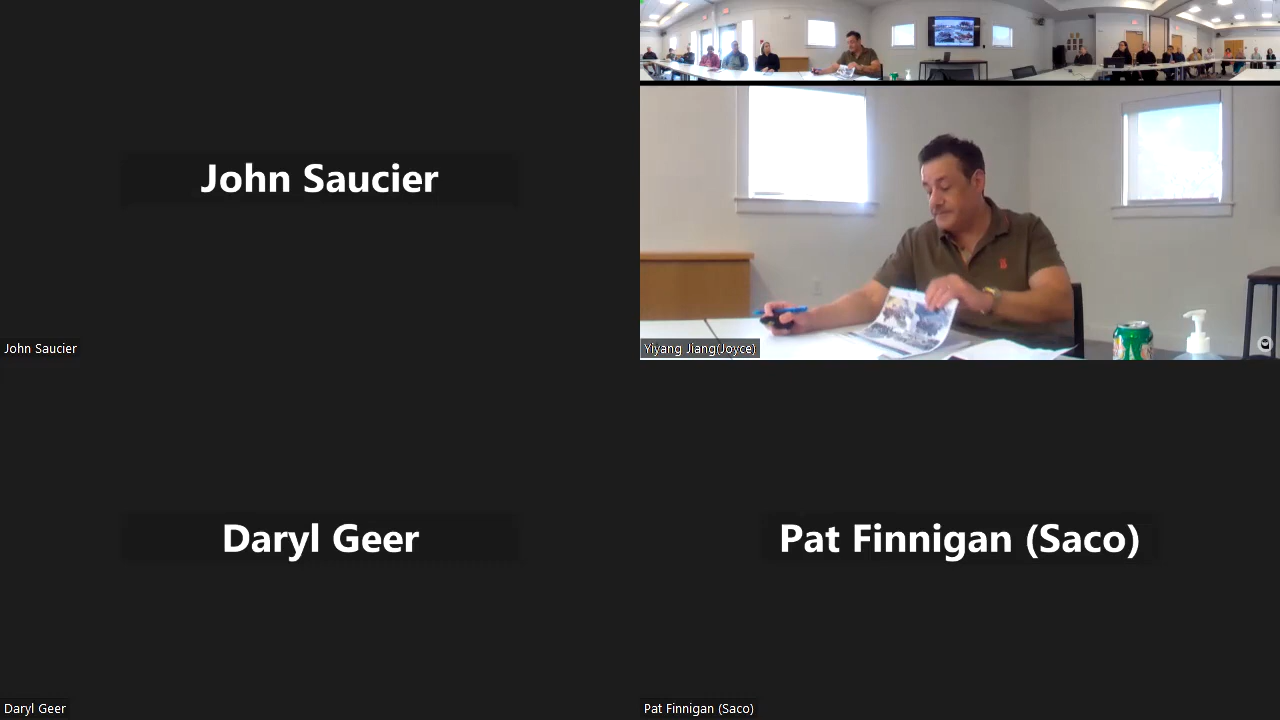 John Saucier
John Saucier
Yiyang Jiang(Joyce)
Daryl Geer
Pat Finnigan (Saco)
Daryl Geer
Pat Finnigan (Saco)